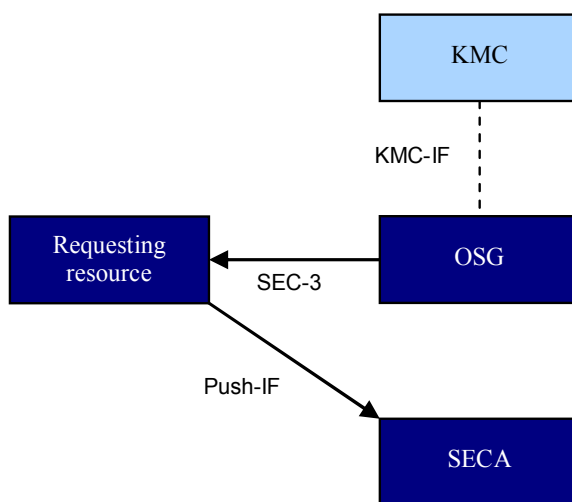 KMC
KMC-IF
Requesting
resource
OSG
SEC-3
Push-IF
SECA